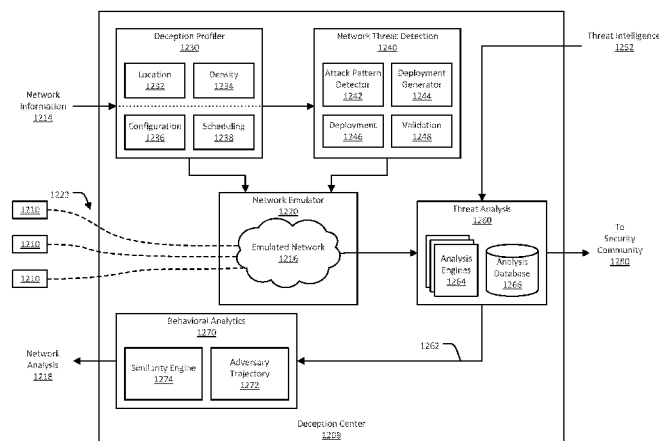 Deception Profiler
1230
Location
1232
Density
1234
Configuration
1236
Scheduling
1238
Network Threat Detection
1240
Attack Pattern
Detector
1242
Deployment
Generator
1244
Deployment
1246
Validation
1248
Threat Intelligence
1252
Network
Information
1214
1222
1210
1210
1210
Network Emulator
1220
Emulated Network
1216
Threat Analysis
1260
Analysis
Engines
1264
Analysis
Database
1266
To
Security
Community
1280
Behavioral Analytics
1270
Similarity Engine
1274
Adversary
Trajectory
1272
1262
Network
Analysis
1218
Deception Center
1208